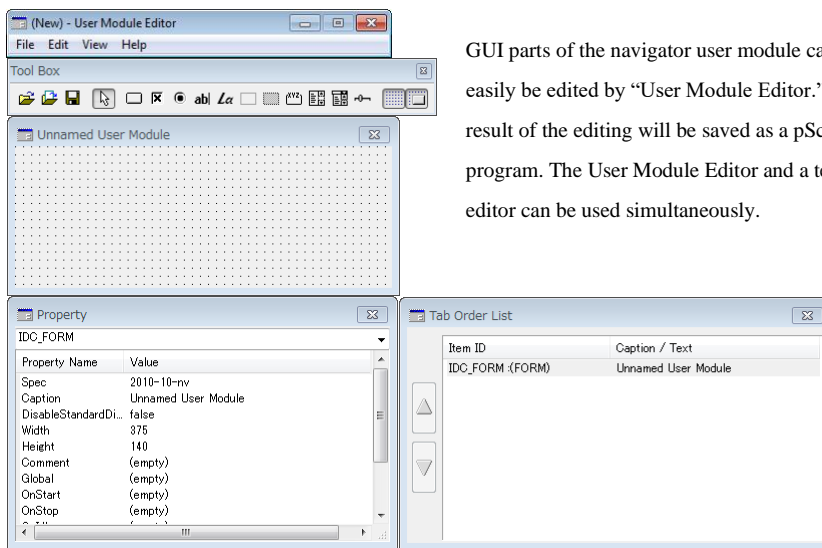 (New) - User Module Editor
File Edit View Help
Tool Box
ab| Lα
Unnamed User Module
GUI parts of the navigator user module ca
easily be edited by “User Module Editor.”
result of the editing will be saved as a pSc
program. The User Module Editor and a te
editor can be used simultaneously.
Property
IDC_FORM
Property Name Value
Spec 2010-10-nv
Caption Unnamed User Module
DisableStandardDi... false
Width 375
Height 140
Comment (empty)
Global (empty)
OnStart (empty)
OnStop (empty)
Tab Order List
Item ID Caption / Text
IDC_FORM :(FORM) Unnamed User Module